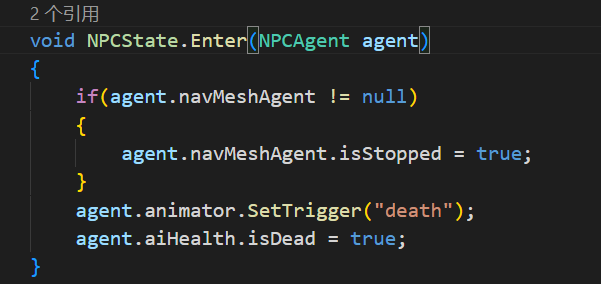 2 个引用
void NPCState.Enter(NPCAgent agent)
{
if(agent.navMeshAgent != null)
{
agent.navMeshAgent.isStopped = true;
}
agent.animator.SetTrigger("death");
agent.aiHealth.isDead = true;
}